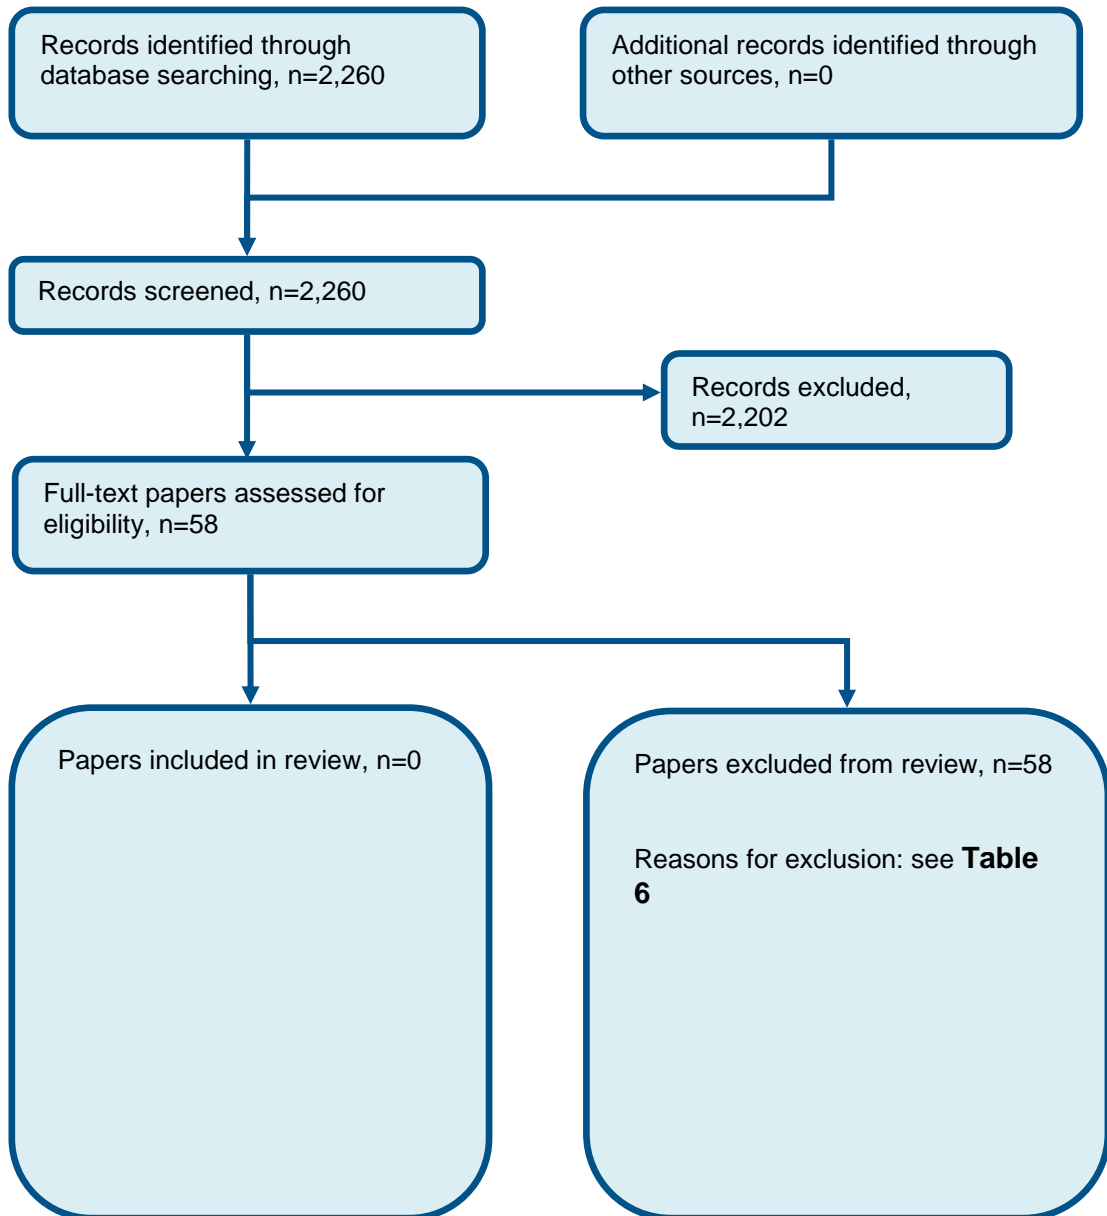 Records identified through
database searching, n=2,260
Additional records identified through
other sources, n=0
Records screened, n=2,260
Records excluded,
n=2,202
Full-text papers assessed for
eligibility, n=58
Papers included in review, n=0
Papers excluded from review, n=58
Reasons for exclusion: see Table
6